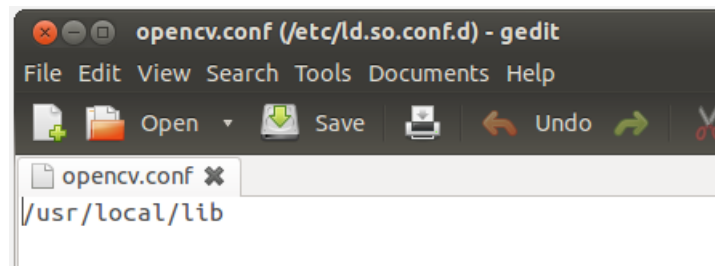 opencv.conf (/etc/ld.so.conf.d) - gedit
File Edit View Search Tools Documents Help
Open Save Undo
opencv.conf
/usr/local/lib